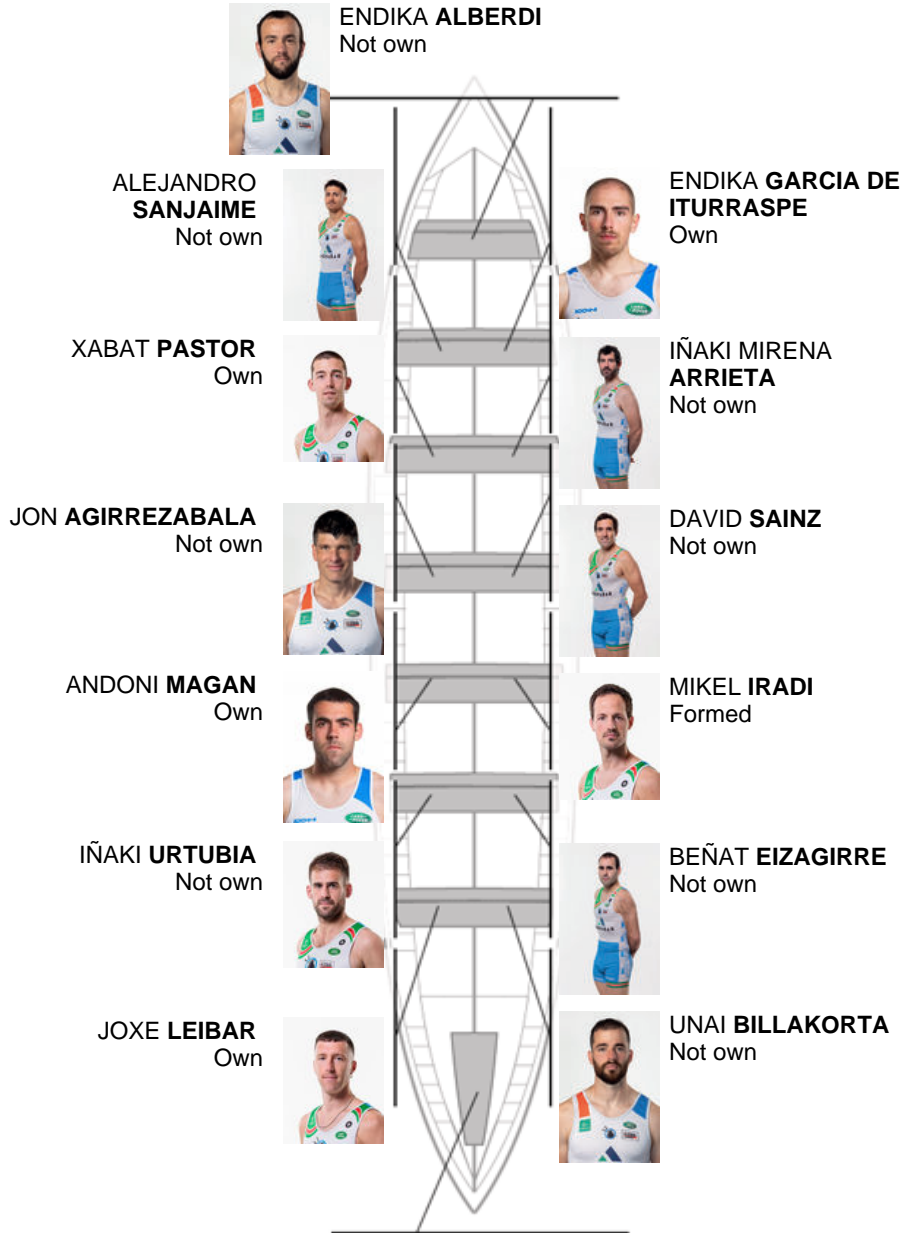 ENDIKA ALBERDI
Not own
ALEJANDRO
SANJAIME
Not own
ENDIKA GARCIA DE
ITURRASPE
Own
XABAT PASTOR
Own
IÑAKI MIRENA
ARRIETA
Not own
JON AGIRREZABALA
Not own
DAVID SAINZ
Not own
ANDONI MAGAN
Own
MIKEL IRADI
Formed
IÑAKI URTUBIA
Not own
BEÑAT EIZAGIRRE
Not own
JOXE LEIBAR
Own
UNAI BILLAKORTA
Not own